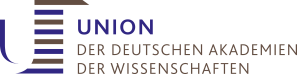 UNION
DER DEUTSCHEN AKADEMIEN
DER WISSENSCHAFTEN